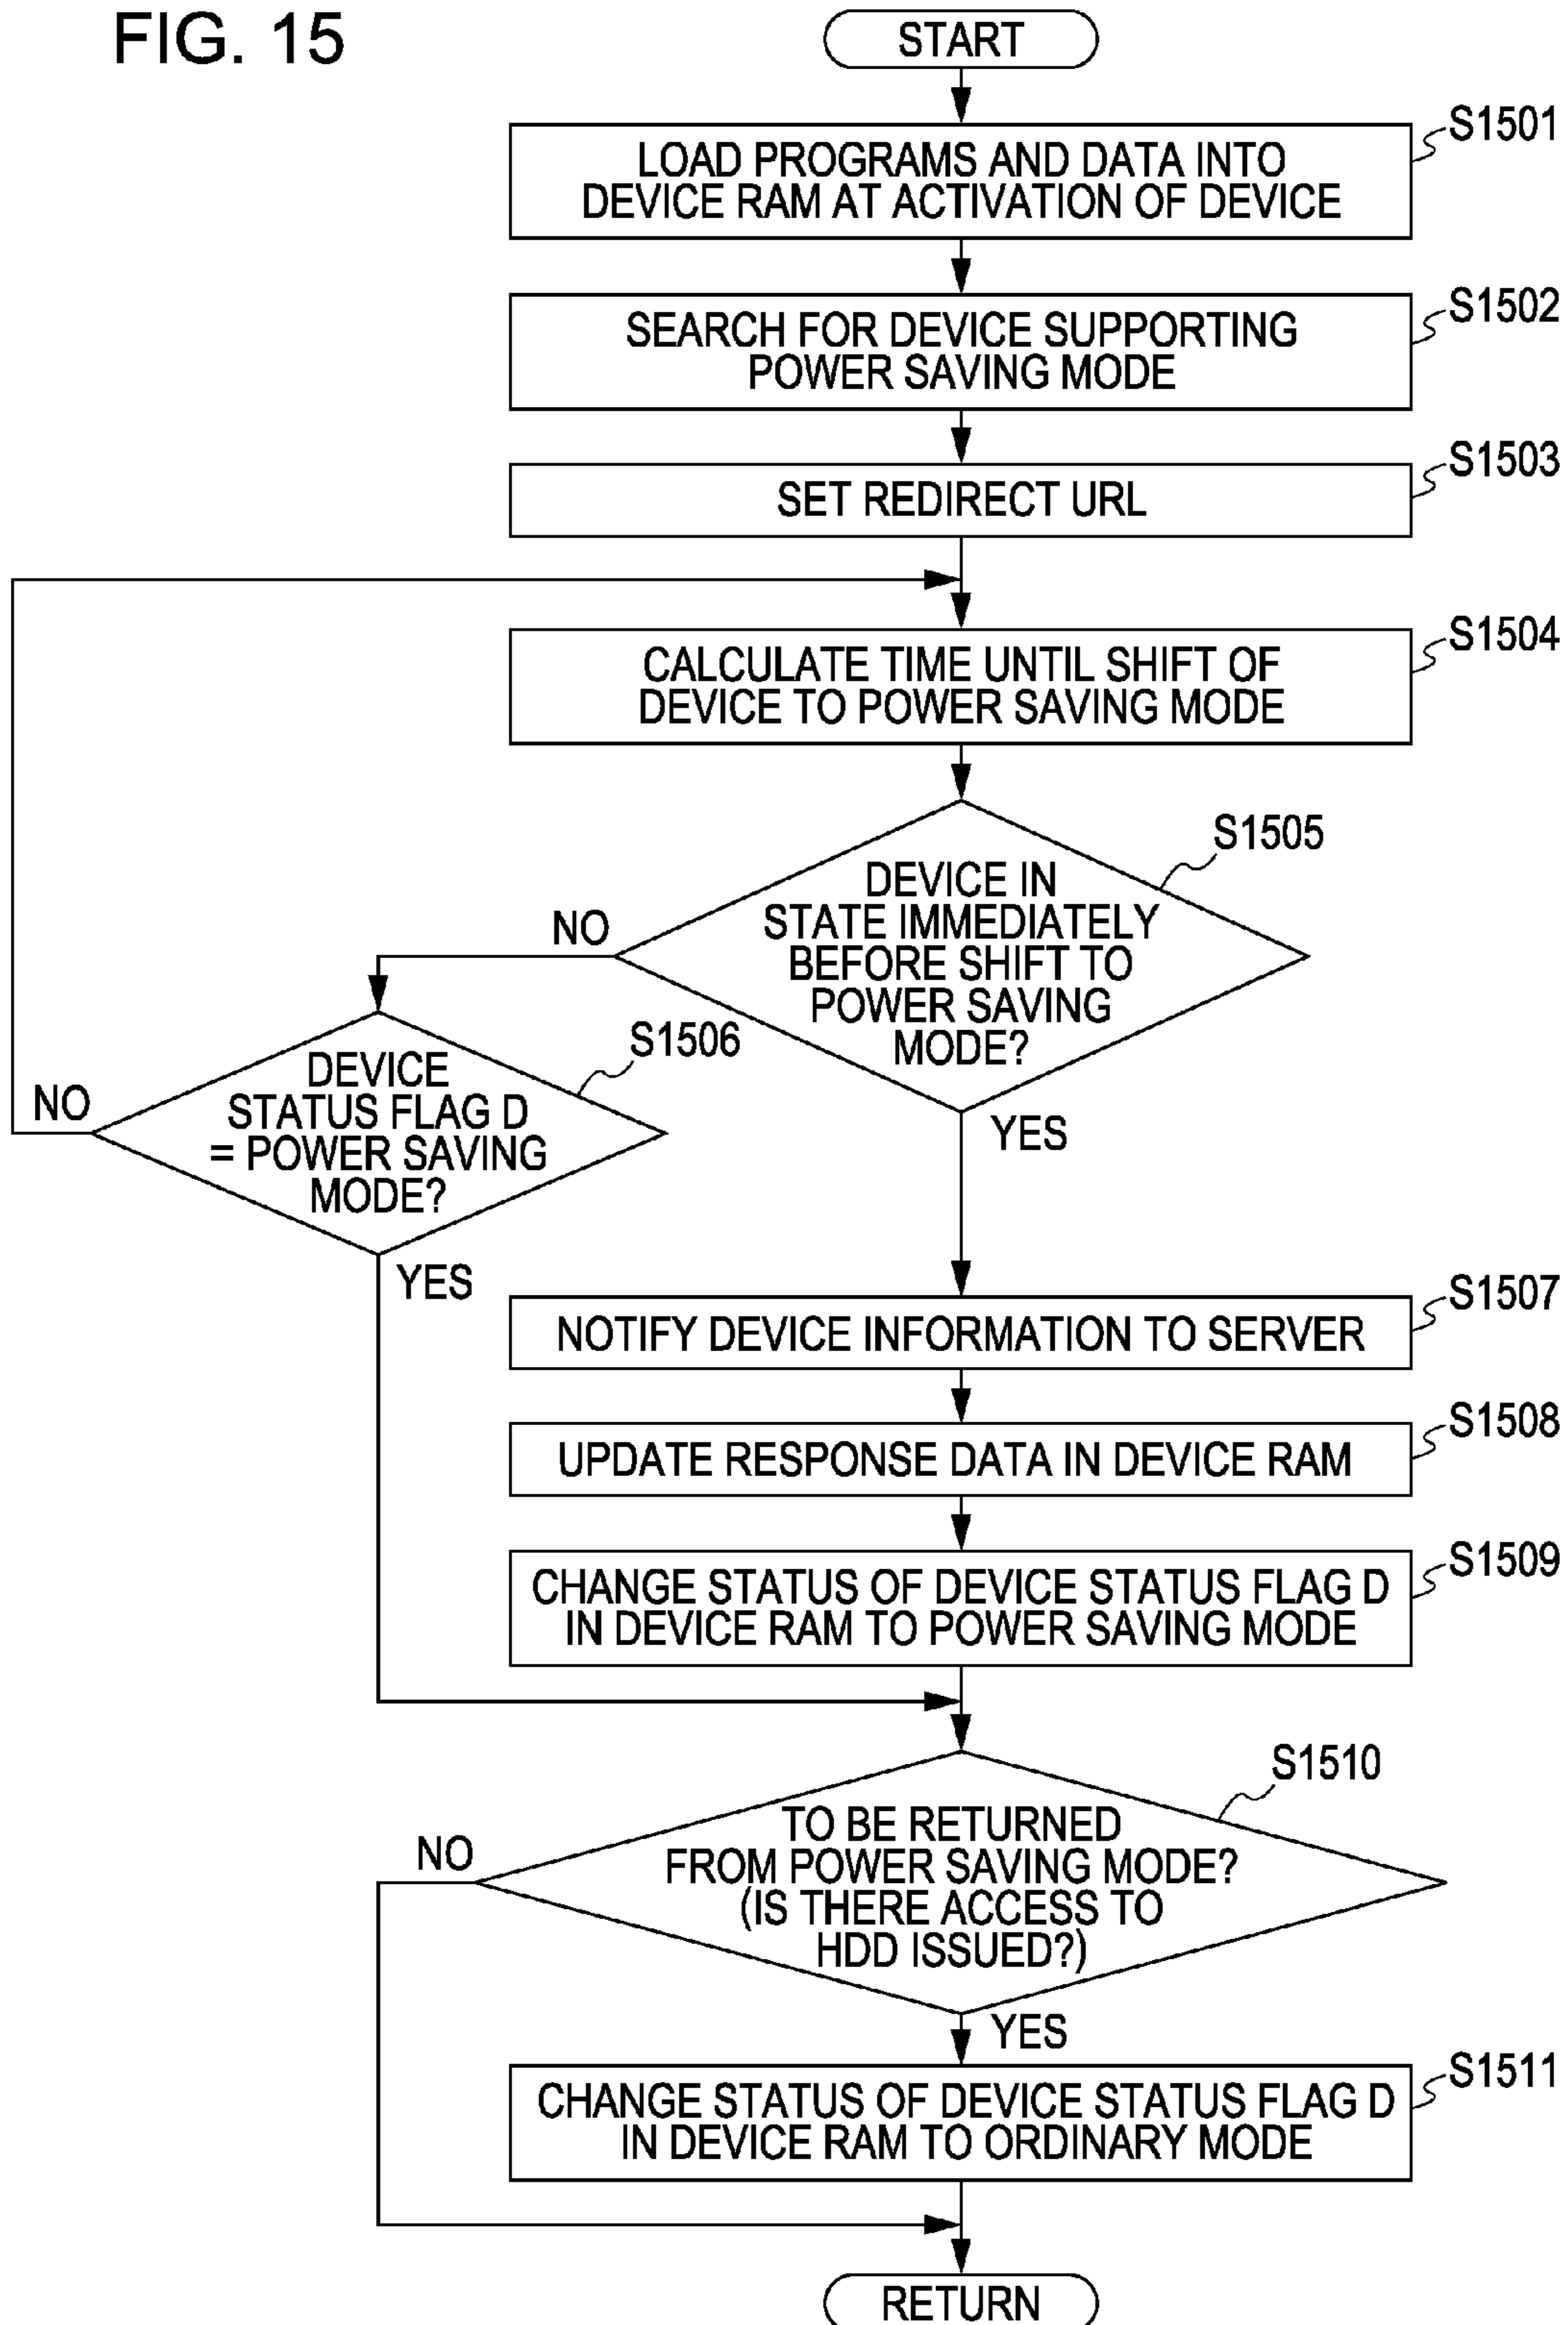 FIG. 15
START
S1501
LOAD PROGRAMS AND DATA INTO
DEVICE RAM AT ACTIVATION OF DEVICE
S1502
SEARCH FOR DEVICE SUPPORTING
POWER SAVING MODE
S1503
SET REDIRECT URL
S1504
CALCULATE TIME UNTIL SHIFT OF
DEVICE TO POWER SAVING MODE
S1505
DEVICE IN
STATE IMMEDIATELY
BEFORE SHIFT TO
POWER SAVING
MODE?
NO
YES
S1506
DEVICE
STATUS FLAG D
= POWER SAVING
MODE?
NO
YES
S1507
NOTIFY DEVICE INFORMATION TO SERVER
S1508
UPDATE RESPONSE DATA IN DEVICE RAM
S1509
CHANGE STATUS OF DEVICE STATUS FLAG D
IN DEVICE RAM TO POWER SAVING MODE
S1510
TO BE RETURNED
FROM POWER SAVING MODE?
(IS THERE ACCESS TO
HDD ISSUED?)
NO
YES
S1511
CHANGE STATUS OF DEVICE STATUS FLAG D
IN DEVICE RAM TO ORDINARY MODE
RETURN